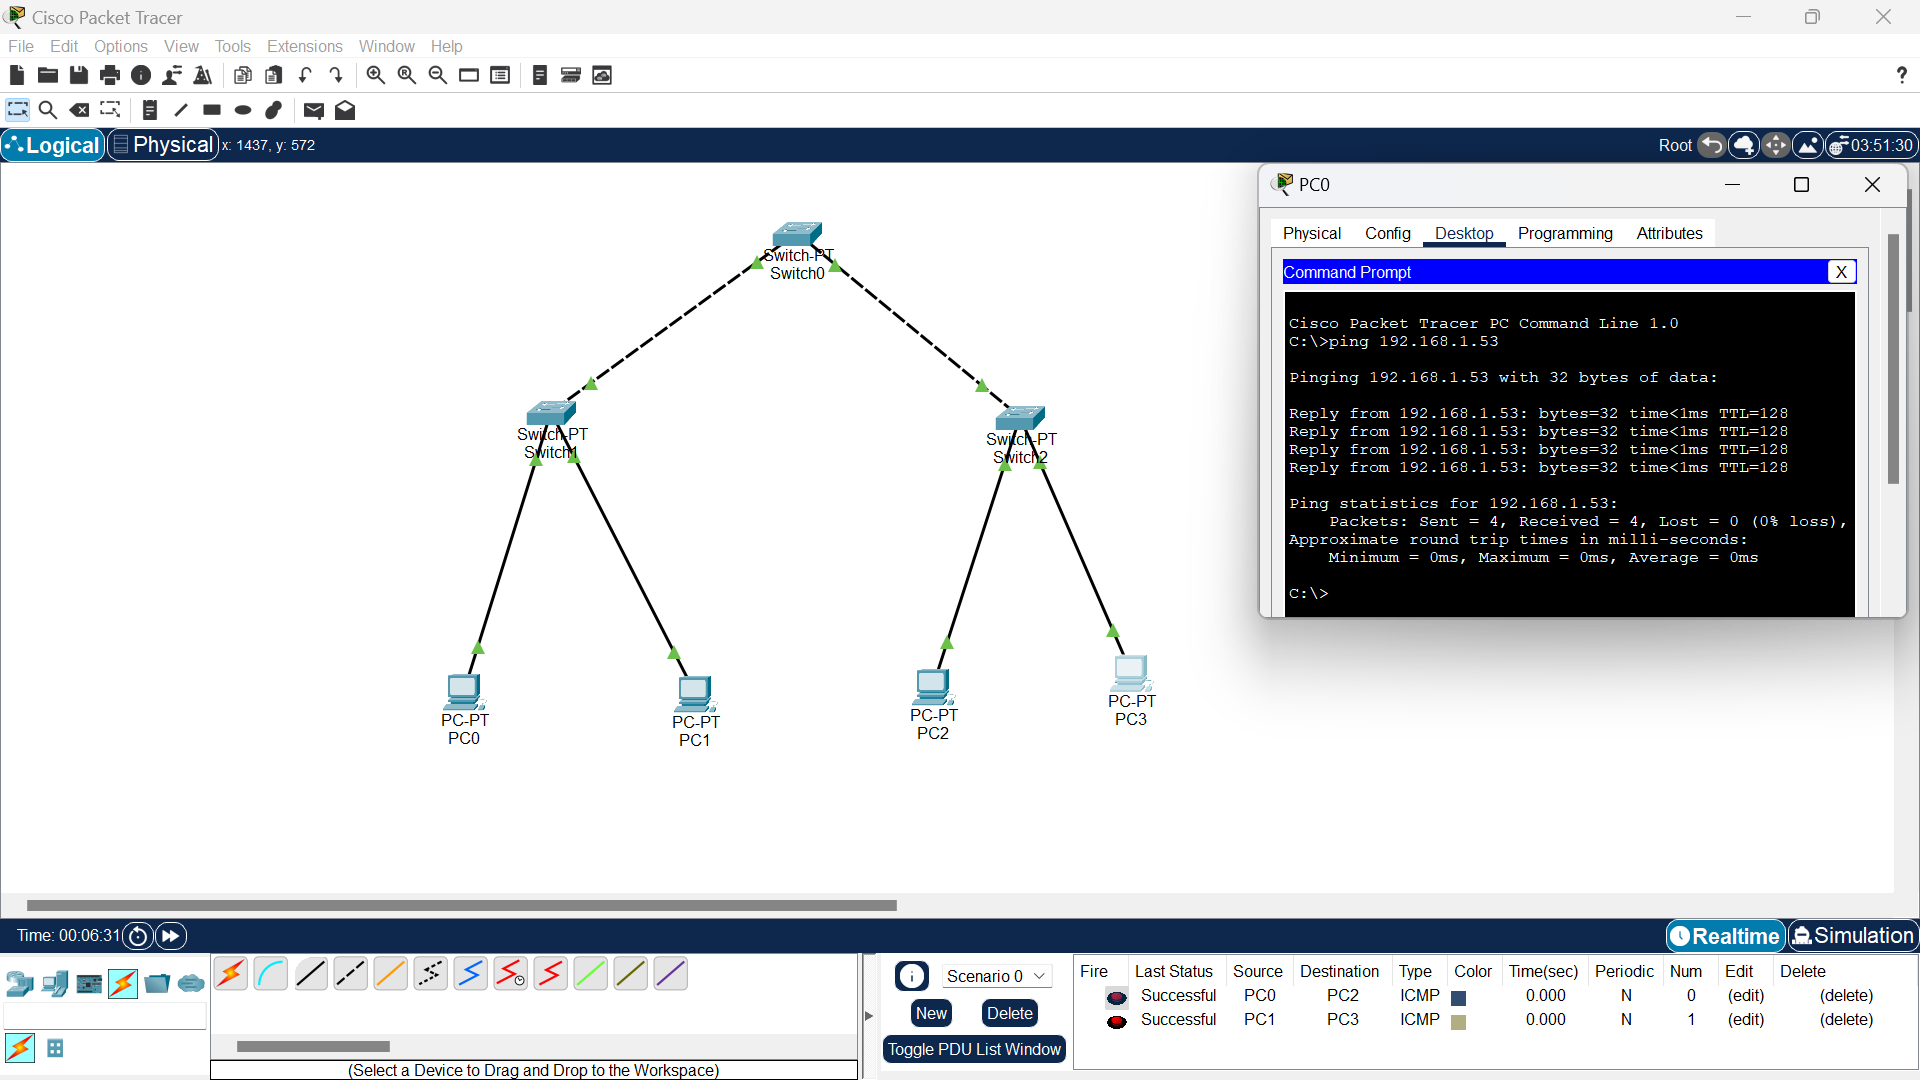 Cisco Packet Tracer
File Edit Options View Tools Extensions Window Help
Logical Physical x: 1437, y: 572 Root 03:51:30
Switch-PT
Switch0
Switch-PT
Switch1
Switch-PT
Switch2
PC-PT
PC0
PC-PT
PC1
PC-PT
PC2
PC-PT
PC3
PC0
Physical Config Desktop Programming Attributes
Command Prompt X
Cisco Packet Tracer PC Command Line 1.0
C:\>ping 192.168.1.53
Pinging 192.168.1.53 with 32 bytes of data:
Reply from 192.168.1.53: bytes=32 time<1ms TTL=128
Reply from 192.168.1.53: bytes=32 time<1ms TTL=128
Reply from 192.168.1.53: bytes=32 time<1ms TTL=128
Reply from 192.168.1.53: bytes=32 time<1ms TTL=128
Ping statistics for 192.168.1.53:
Packets: Sent = 4, Received = 4, Lost = 0 (0% loss),
Approximate round trip times in milli-seconds:
Minimum = 0ms, Maximum = 0ms, Average = 0ms
C:\>
Time: 00:06:31 Realtime Simulation
(Select a Device to Drag and Drop to the Workspace)
Scenario 0
New Delete
Toggle PDU List Window
Fire Last Status Source Destination Type Color Time(sec) Periodic Num Edit Delete
Successful PC0 PC2 ICMP 0.000 N 0 (edit) (delete)
Successful PC1 PC3 ICMP 0.000 N 1 (edit) (delete)